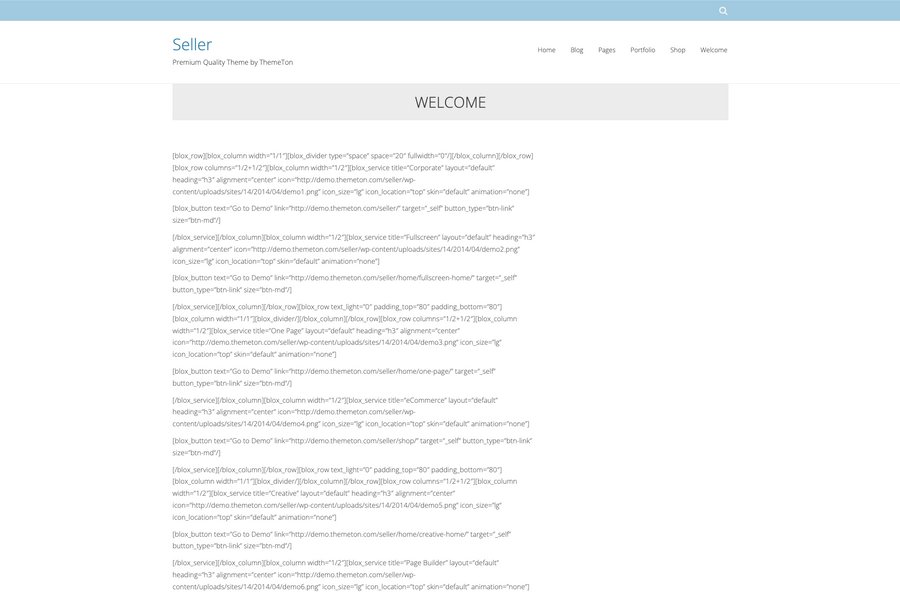 Seller
Premium Quality Theme by ThemeTon
Home Blog Pages Portfolio Shop Welcome
WELCOME
[blox_row][blox_column width="1/1"][blox_divider type="space" space="20" fullwidth="0"/][/blox_column][/blox_row]
[blox_row columns="1/2+1/2"][blox_column width="1/2"][blox_service title="Corporate" layout="default"
heading="h3" alignment="center" icon="http://demo.themeton.com/seller/wp-
content/uploads/sites/14/2014/04/demo1.png" icon_size="lg" icon_location="top" skin="default" animation="none"]
[blox_button text="Go to Demo" link="http://demo.themeton.com/seller/" target="_self" button_type="btn-link"
size="btn-md"/]
[/blox_service][/blox_column][blox_column width="1/2"][blox_service title="Fullscreen" layout="default" heading="h3"
alignment="center" icon="http://demo.themeton.com/seller/wp-content/uploads/sites/14/2014/04/demo2.png"
icon_size="lg" icon_location="top" skin="default" animation="none"]
[blox_button text="Go to Demo" link="http://demo.themeton.com/seller/home/fullscreen-home/" target="_self"
button_type="btn-link" size="btn-md"/]
[/blox_service][/blox_column][/blox_row][blox_row text_light="0" padding_top="80" padding_bottom="80"]
[blox_column width="1/1"][blox_divider/][/blox_column][/blox_row][blox_row columns="1/2+1/2"][blox_column
width="1/2"][blox_service title="One Page" layout="default" heading="h3" alignment="center"
icon="http://demo.themeton.com/seller/wp-content/uploads/sites/14/2014/04/demo3.png" icon_size="lg"
icon_location="top" skin="default" animation="none"]
[blox_button text="Go to Demo" link="http://demo.themeton.com/seller/home/one-page/" target="_self"
button_type="btn-link" size="btn-md"/]
[/blox_service][/blox_column][blox_column width="1/2"][blox_service title="eCommerce" layout="default"
heading="h3" alignment="center" icon="http://demo.themeton.com/seller/wp-
content/uploads/sites/14/2014/04/demo4.png" icon_size="lg" icon_location="top" skin="default" animation="none"]
[blox_button text="Go to Demo" link="http://demo.themeton.com/seller/shop/" target="_self" button_type="btn-link"
size="btn-md"/]
[/blox_service][/blox_column][/blox_row][blox_row text_light="0" padding_top="80" padding_bottom="80"]
[blox_column width="1/1"][blox_divider/][/blox_column][/blox_row][blox_row columns="1/2+1/2"][blox_column
width="1/2"][blox_service title="Creative" layout="default" heading="h3" alignment="center"
icon="http://demo.themeton.com/seller/wp-content/uploads/sites/14/2014/04/demo5.png" icon_size="lg"
icon_location="top" skin="default" animation="none"]
[blox_button text="Go to Demo" link="http://demo.themeton.com/seller/home/creative-home/" target="_self"
button_type="btn-link" size="btn-md"/]
[/blox_service][/blox_column][blox_column width="1/2"][blox_service title="Page Builder" layout="default"
heading="h3" alignment="center" icon="http://demo.themeton.com/seller/wp-
content/uploads/sites/14/2014/04/demo6.png" icon_size="lg" icon_location="top" skin="default" animation="none"]